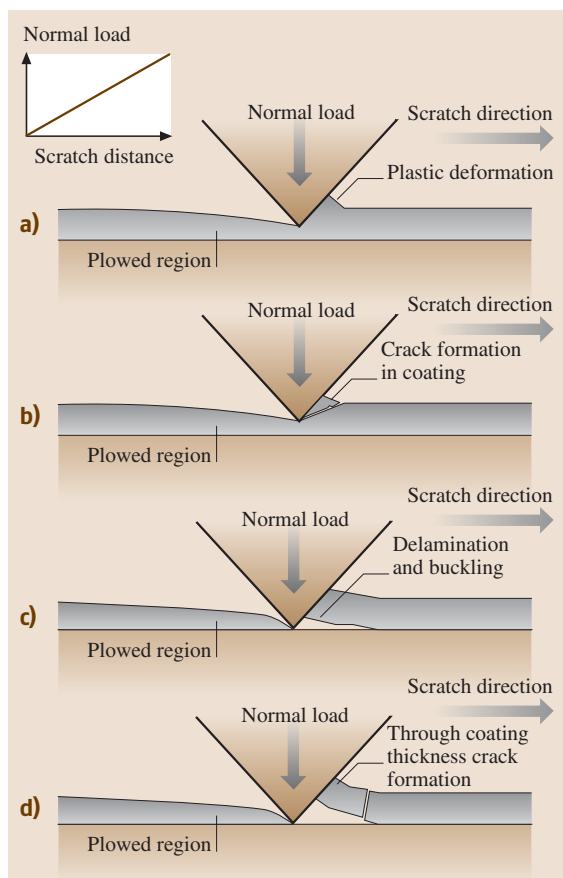 Normal load
Scratch distance
Normal load
Scratch direction
Plastic deformation
a)
Plowed region
Normal load
Scratch direction
Crack formation
in coating
b)
Plowed region
Scratch direction
Normal load
Delamination
and buckling
c)
Plowed region
Scratch direction
Normal load
Through coating
thickness crack
formation
d)
Plowed region